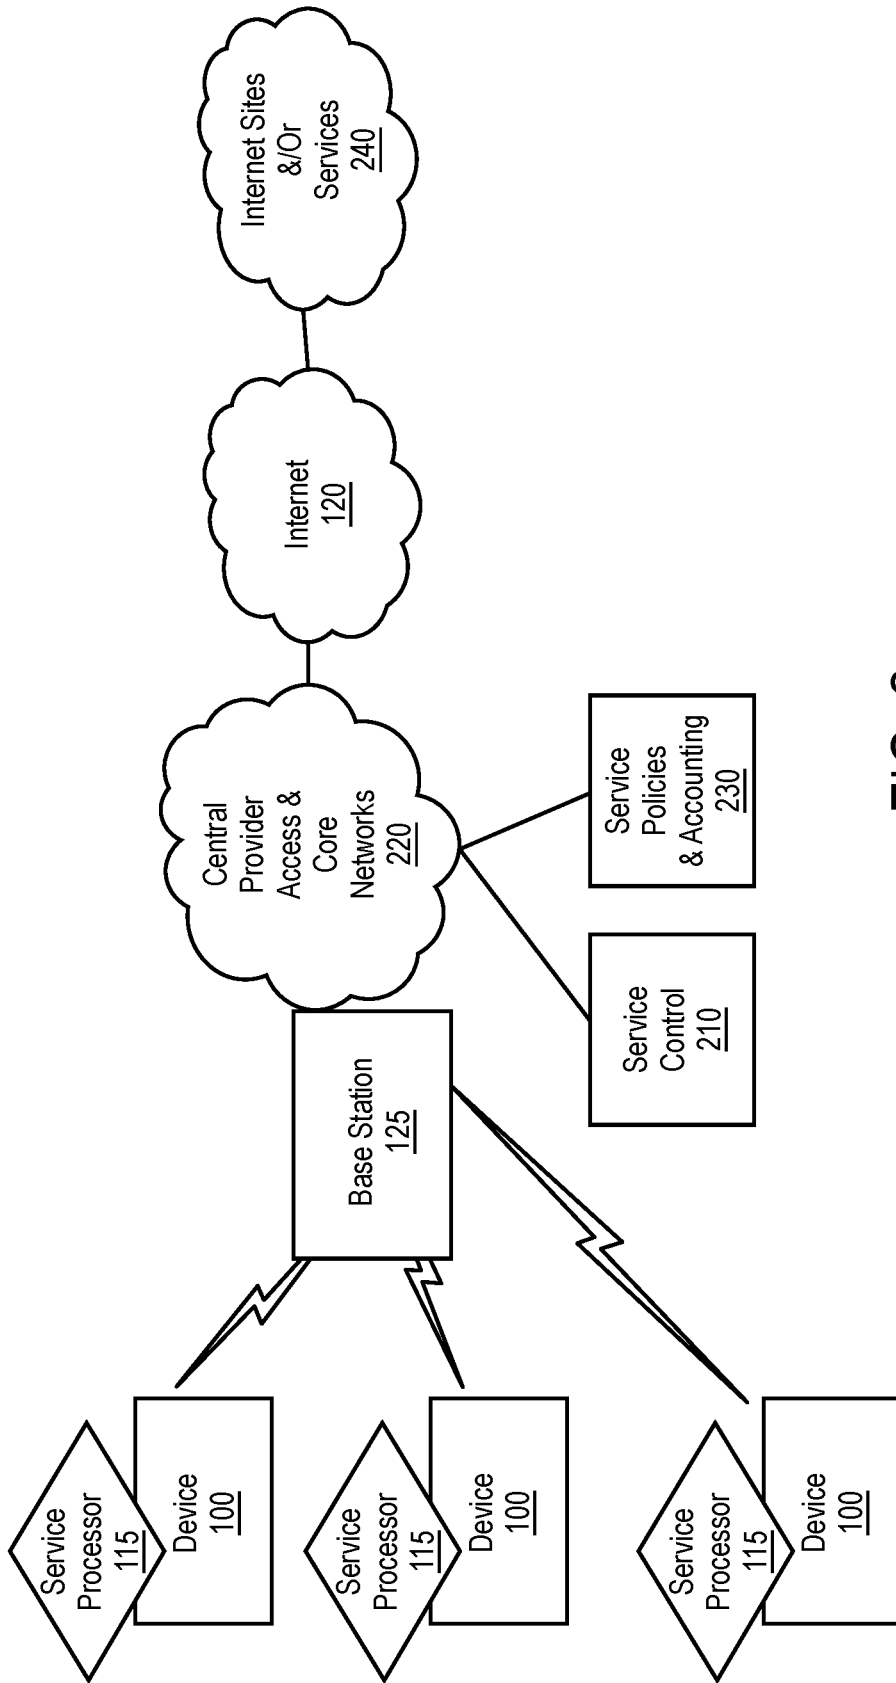 Service
Processor
115
Device
100
Service
Processor
115
Device
100
Service
Processor
115
Device
100
Base Station
125
Central
Provider
Access &
Core
Networks
220
Service
Control
210
Service
Policies
& Accounting
230
Internet
120
Internet Sites
&/Or
Services
240